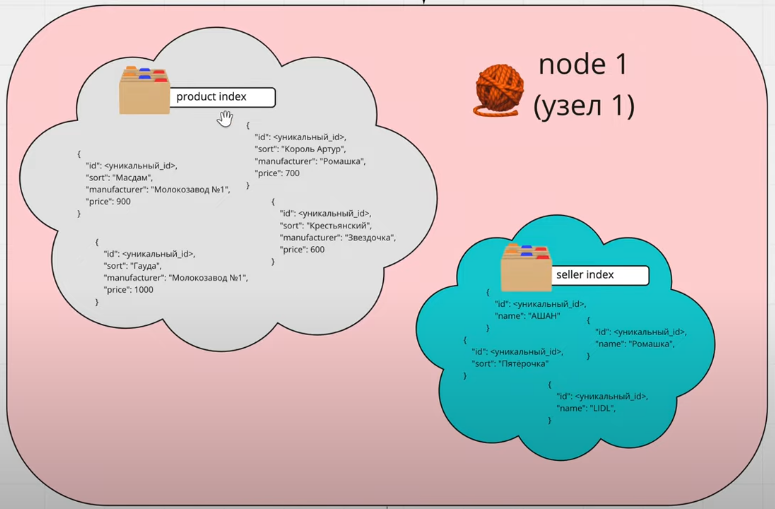 node 1
(узел 1)
product index
{
"id": <уникальный_id>,
"sort": "Король Артур",
"manufacturer": "Ромашка",
"price": 700
}
{
"id": <уникальный_id>,
"sort": "Масдам",
"manufacturer": "Молокозавод №1",
"price": 900
}
{
"id": <уникальный_id>,
"sort": "Крестьянский",
"manufacturer": "Звездочка",
"price": 600
}
{
"id": <уникальный_id>,
"sort": "Гауда",
"manufacturer": "Молокозавод №1",
"price": 1000
}
seller index
{
"id": <уникальный_id>,
"name": "АШАН"
}
{
"id": <уникальный_id>,
"name": "Ромашка",
}
{
"id": <уникальный_id>,
"sort": "Пятёрочка"
}
{
"id": <уникальный_id>,
"name": "LIDL",
}